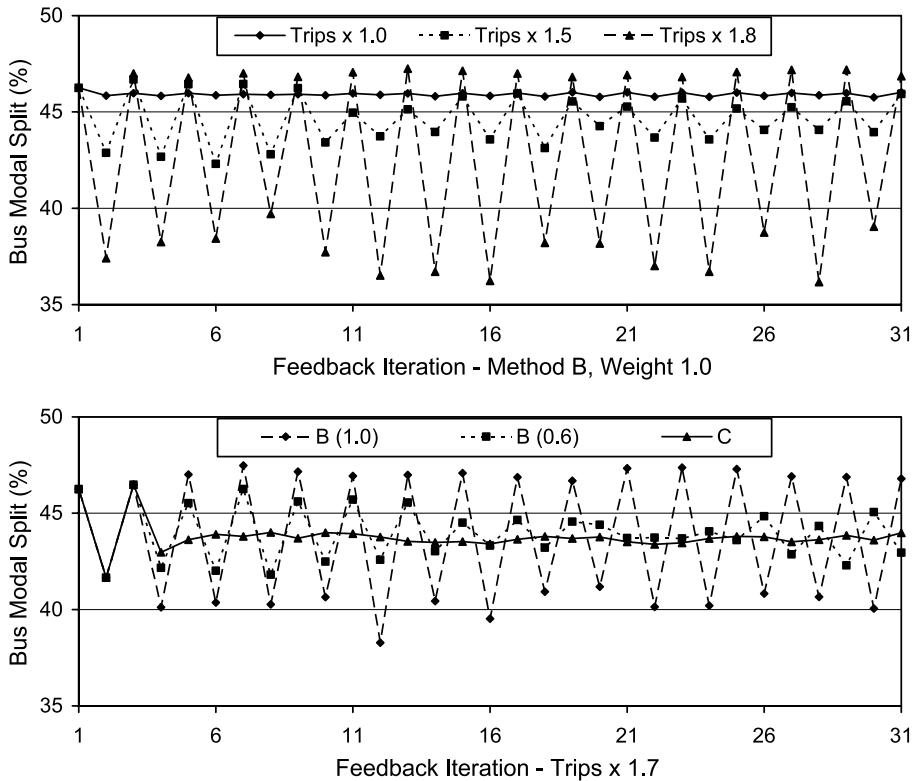 50
Trips x 1.0
Trips x 1.5
Trips x 1.8
Bus Modal Split (%)
45
40
35
1
6
11
16
21
26
31
Feedback Iteration - Method B, Weight 1.0
50
B (1.0)
B (0.6)
C
Bus Modal Split (%)
45
40
35
1
6
11
16
21
26
31
Feedback Iteration - Trips x 1.7